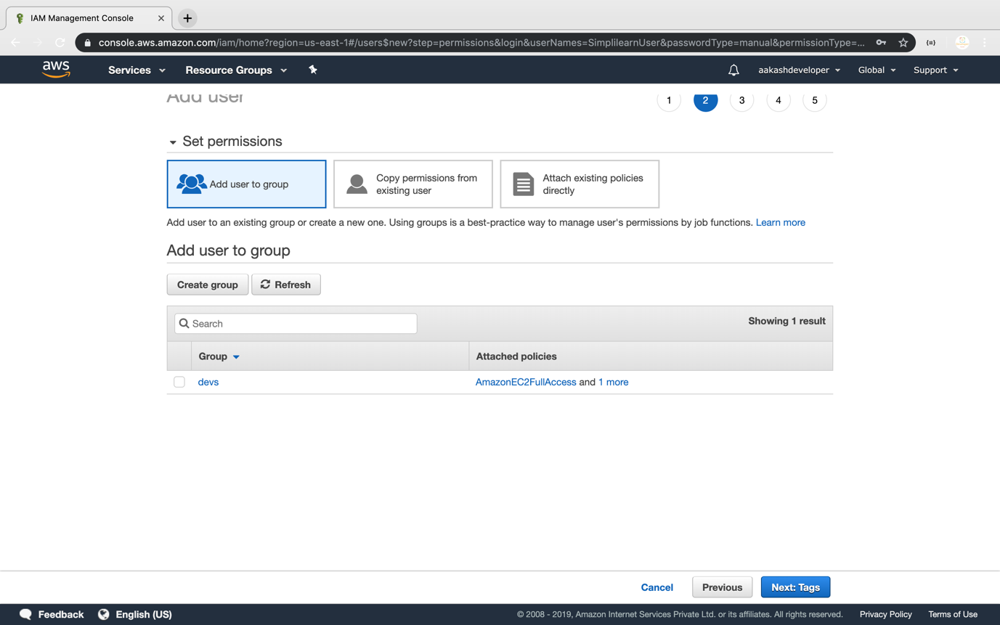 IAM Management Console
console.aws.amazon.com/iam/home?region=us-east-1#/users$new?step=permissions&login&userNames=SimplilearnUser&passwordType=manual&permissionType=...
aws Services Resource Groups aakashdeveloper Global Support
Add user 1 2 3 4 5
Set permissions
Add user to group
Copy permissions from
existing user
Attach existing policies
directly
Add user to an existing group or create a new one. Using groups is a best-practice way to manage user's permissions by job functions. Learn more
Add user to group
Create group Refresh
Search Showing 1 result
Group Attached policies
devs AmazonEC2FullAccess and 1 more
Cancel Previous Next: Tags
Feedback English (US) © 2008 - 2019, Amazon Internet Services Private Ltd. or its affiliates. All rights reserved. Privacy Policy Terms of Use